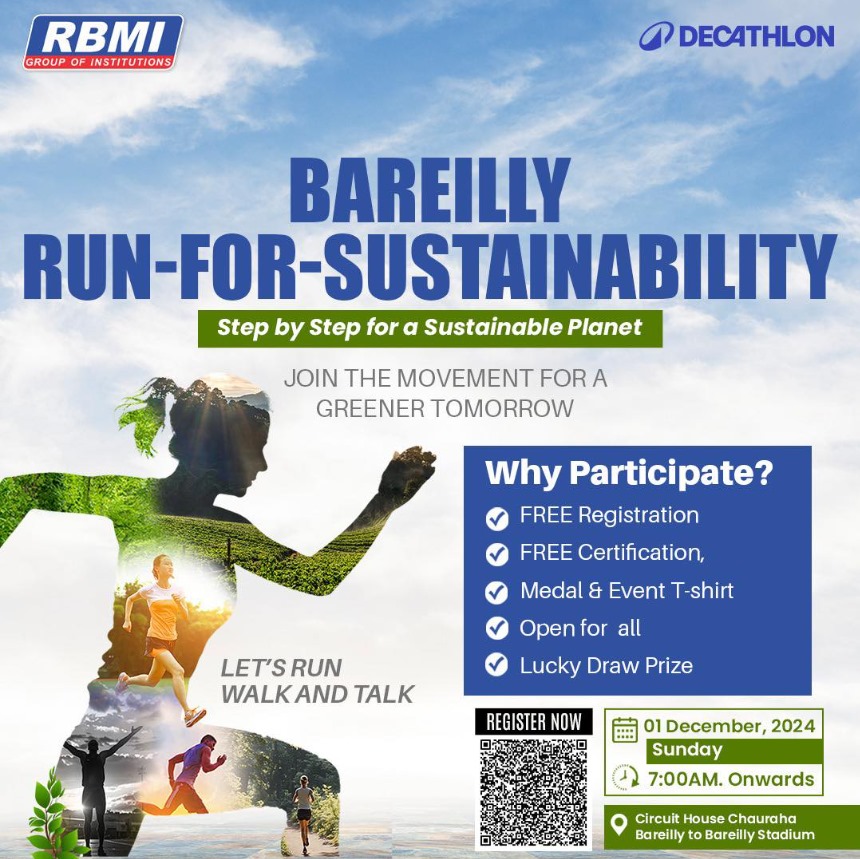 RBMI
GROUP OF INSTITUTIONS
DECATHLON
BAREILLY
RUN-FOR-SUSTAINABILITY
Step by Step for a Sustainable Planet
JOIN THE MOVEMENT FOR A
GREENER TOMORROW
Why Participate?
FREE Registration
FREE Certification,
Medal & Event T-shirt
Open for all
Lucky Draw Prize
LET'S RUN
WALK AND TALK
REGISTER NOW
01 December, 2024
Sunday
7:00AM. Onwards
Circuit House Chauraha
Bareilly to Bareilly Stadium